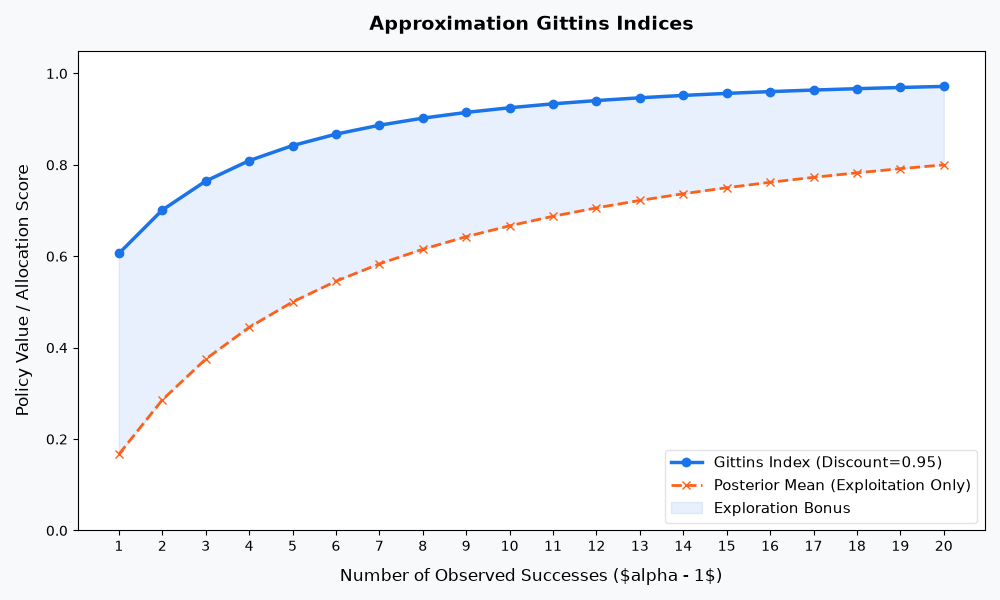 Approximation Gittins Indices
Policy Value / Allocation Score
1.0
0.8
0.6
0.4
0.2
0.0
Gittins Index (Discount=0.95)
Posterior Mean (Exploitation Only)
Exploration Bonus
1 2 3 4 5 6 7 8 9 10 11 12 13 14 15 16 17 18 19 20
Number of Observed Successes ($alpha - 1$)